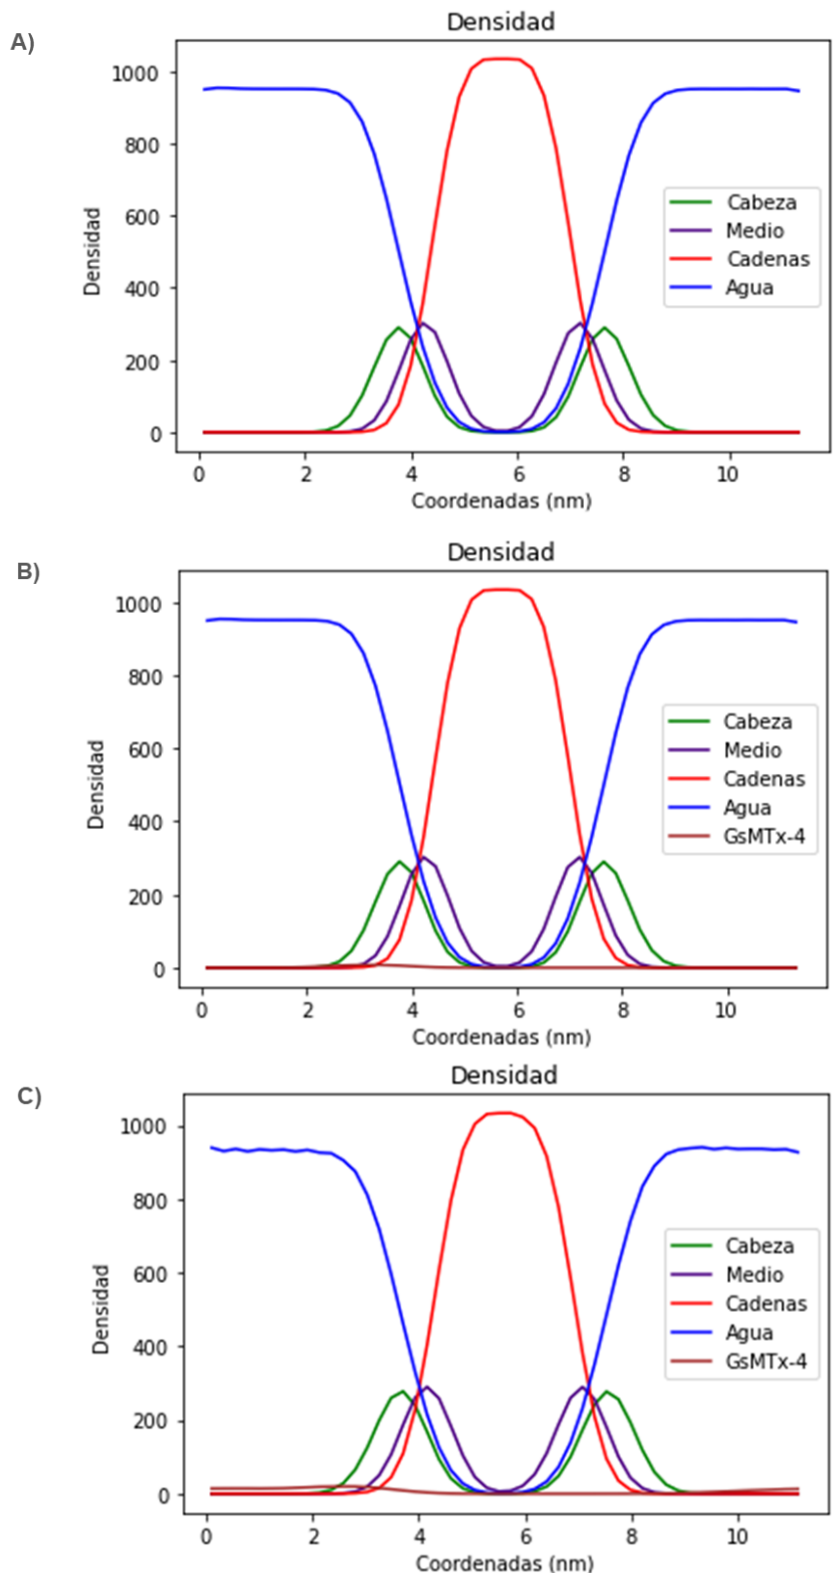 A)
Densidad
1000
800
600
400
200
0
Densidad
Cabeza
Medio
Cadenas
Agua
0 2 4 6 8 10
Coordenadas (nm)
B)
Densidad
1000
800
600
400
200
0
Densidad
Cabeza
Medio
Cadenas
Agua
GsMTx-4
0 2 4 6 8 10
Coordenadas (nm)
C)
Densidad
1000
800
600
400
200
0
Densidad
Cabeza
Medio
Cadenas
Agua
GsMTx-4
0 2 4 6 8 10
Coordenadas (nm)